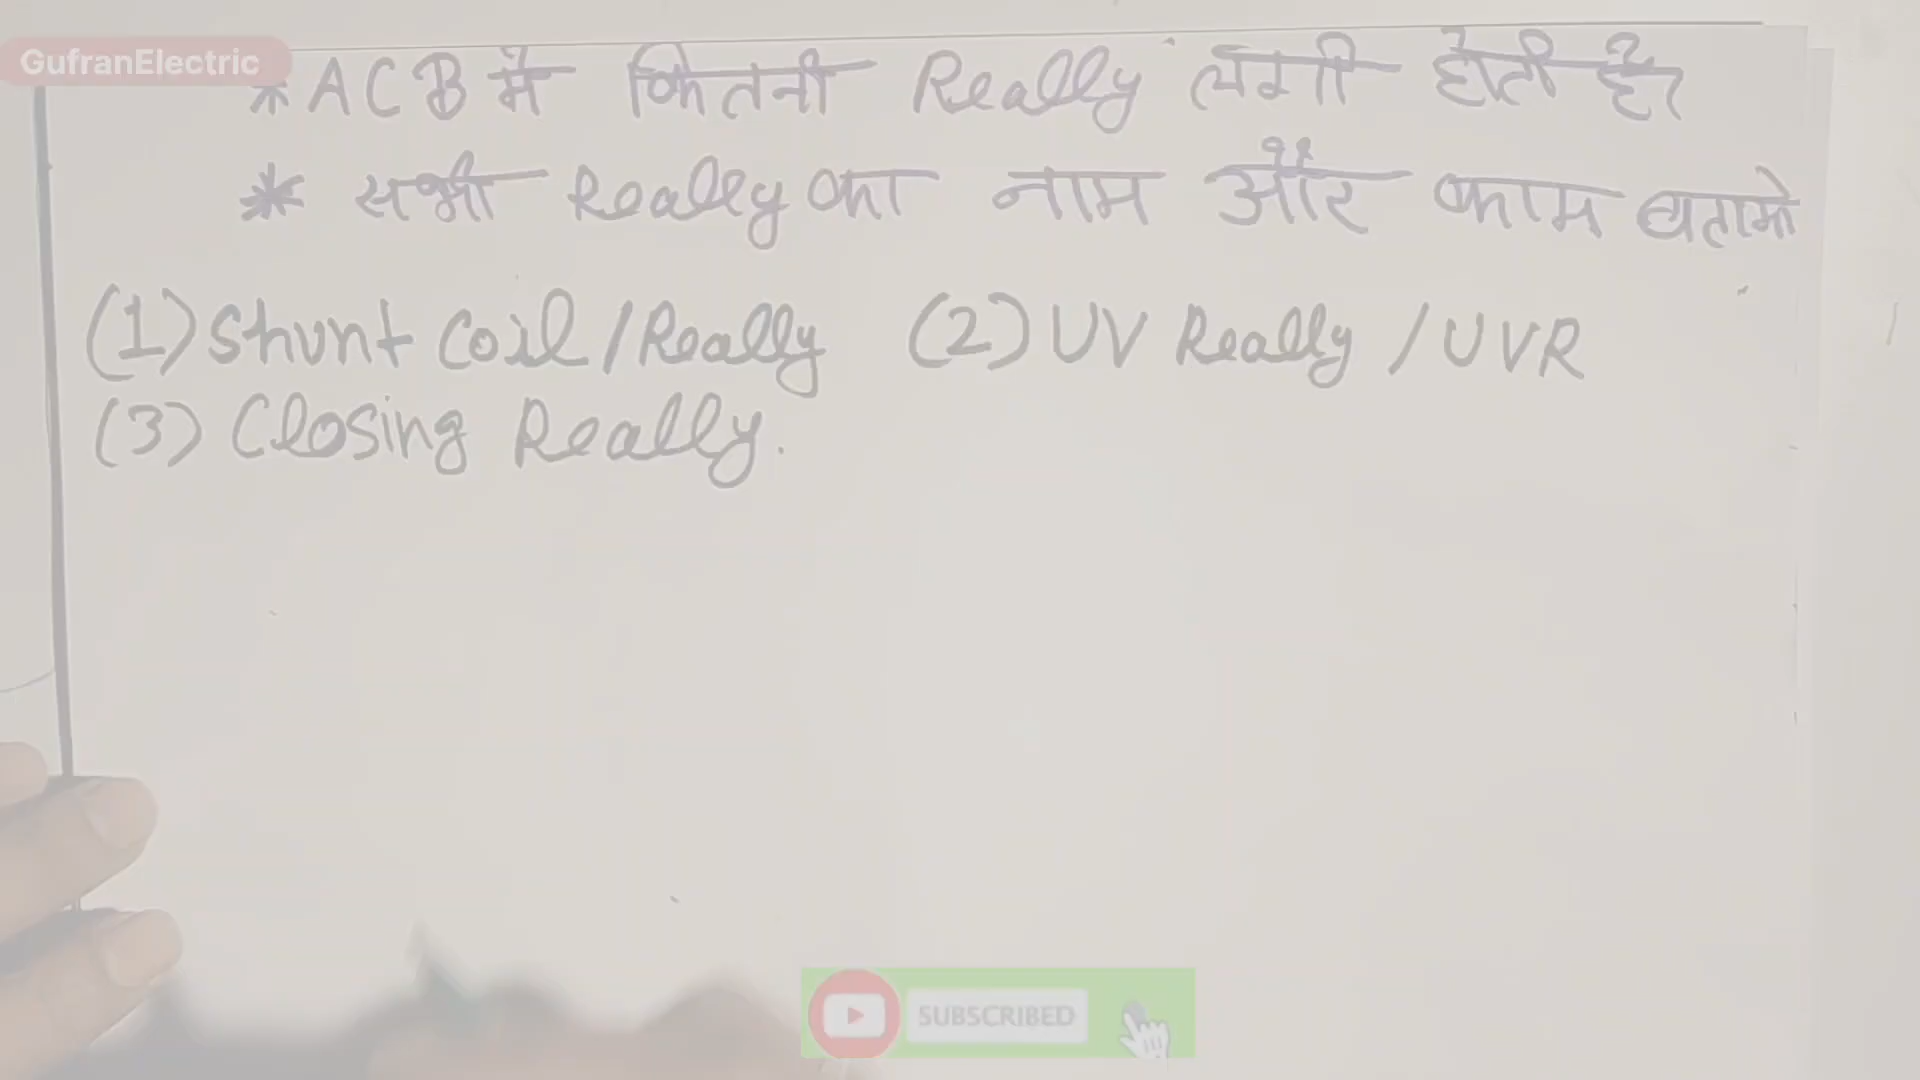 GufranElectric
* ACB में कितनी Really लगी होती है।
* सभी Really का नाम और काम बताओ
(1) Shunt Coil / Really (2) UV Really / UVR
(3) Closing Really.
SUBSCRIBED